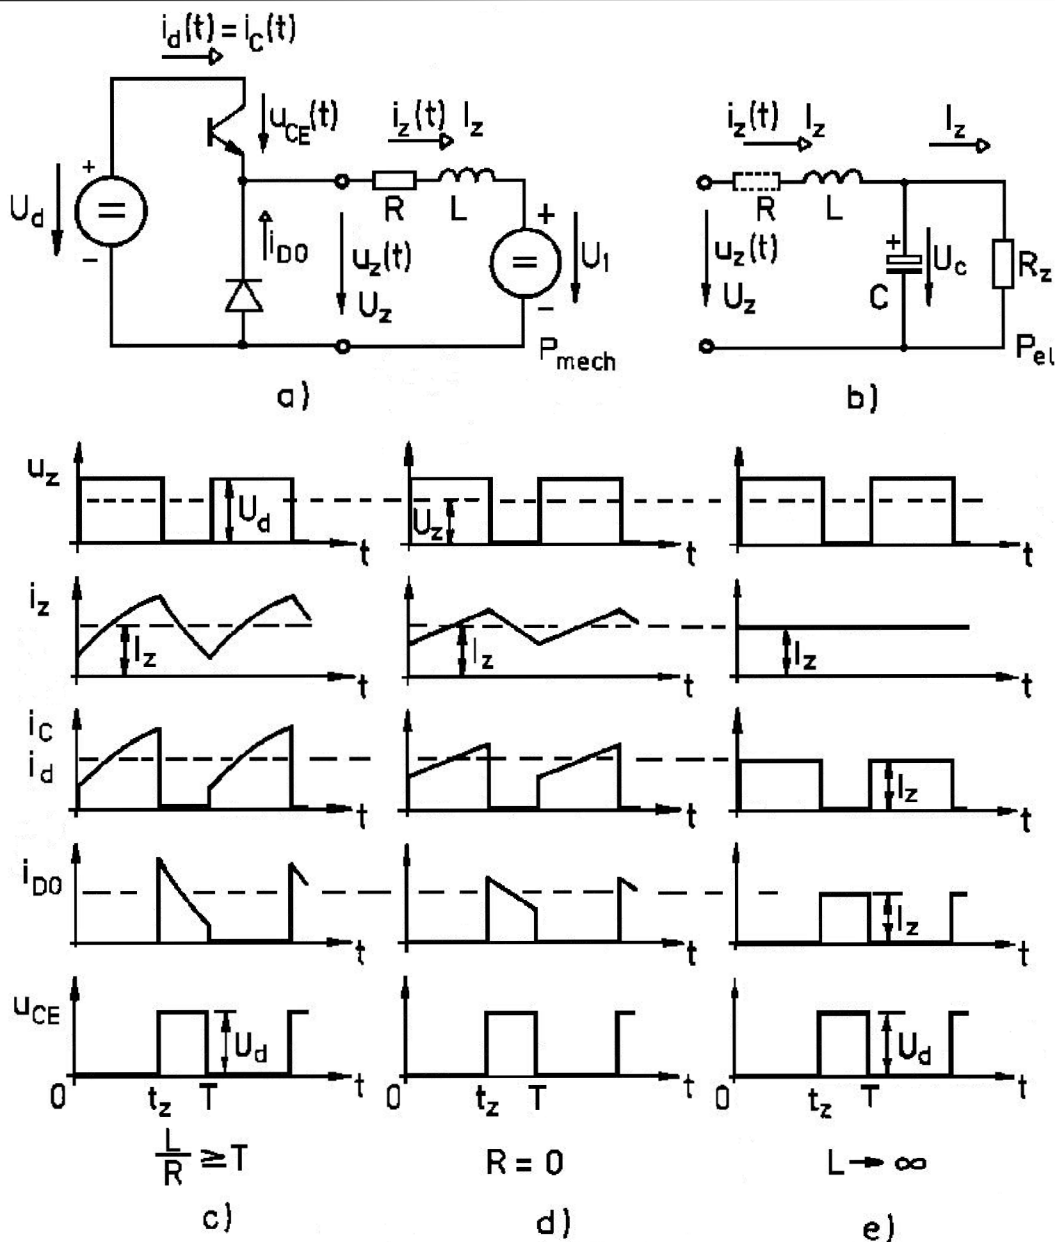 i_d(t) = i_C(t)
u_CE(t)
i_z(t) I_z
i_z(t) I_z
I_z
+
U_d
=
-
i_D0
R
L
u_z(t)
U_z
+
=
U_1
-
P_mech
R
L
u_z(t)
U_z
+
U_c
C
R_z
P_el
a)
b)
u_z
U_d
t
U_z
t
t
i_z
I_z
t
I_z
t
I_z
t
i_C
i_d
t
t
I_z
t
i_D0
t
t
I_z
t
u_CE
U_d
t
t
U_d
t
0
t_z
T
0
t_z
T
0
t_z
T
L/R ≥ T
R = 0
L → ∞
c)
d)
e)